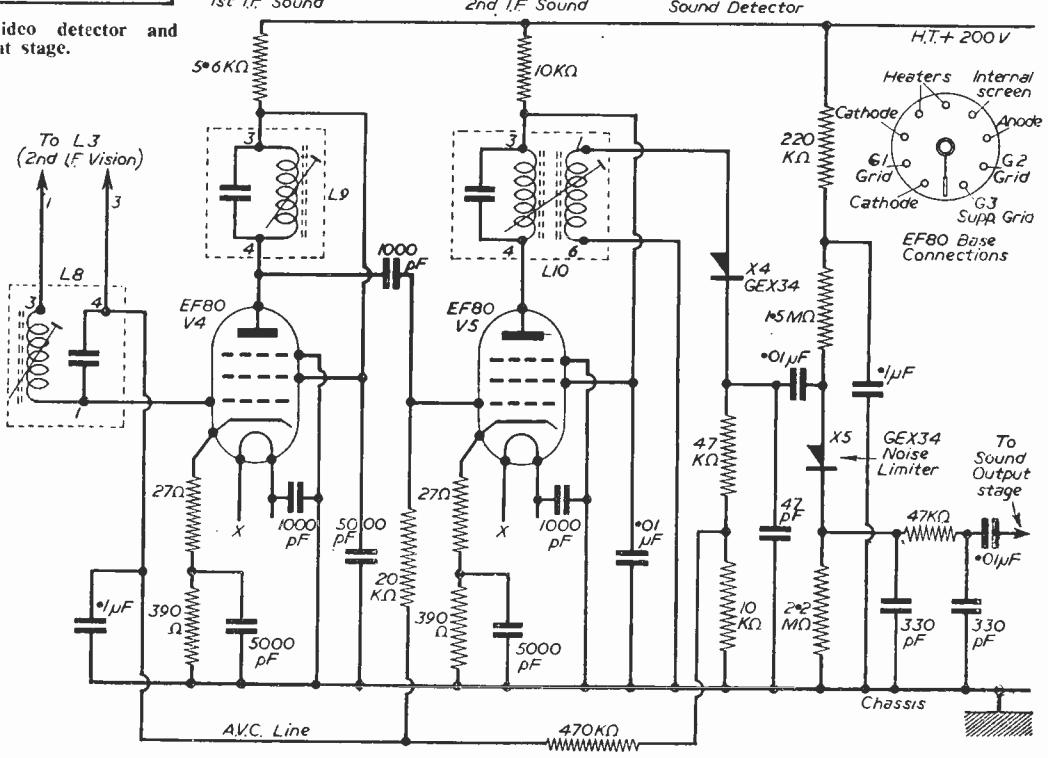 1st I.F. Sound
2nd I.F Sound
Sound Detector
ideo detector and
at stage.
H.T.+ 200V
5•6KΩ
10KΩ
220
KΩ
Heaters
Internal
screen
Cathode
Anode
G1
Grid
G2
Grid
Cathode
G3
Supp Grid
EF80 Base
Connections
To L3
(2nd I.F Vision)
1
3
3
L9
4
3
1
4
6
L10
1000
pF
L8
3
4
1
EF80
V4
EF80
V5
X4
GEX34
1•5MΩ
•01µF
•1µF
X5
GEX34
Noise
Limiter
To
Sound
Output
stage
47
KΩ
47
pF
47KΩ
•01µF
27Ω
X
1000
pF
5000
pF
27Ω
X
1000
pF
•01
µF
20
KΩ
•1µF
390
Ω
5000
pF
390
Ω
5000
pF
10
KΩ
2•2
MΩ
330
pF
330
pF
Chassis
A.V.C. Line
470KΩ